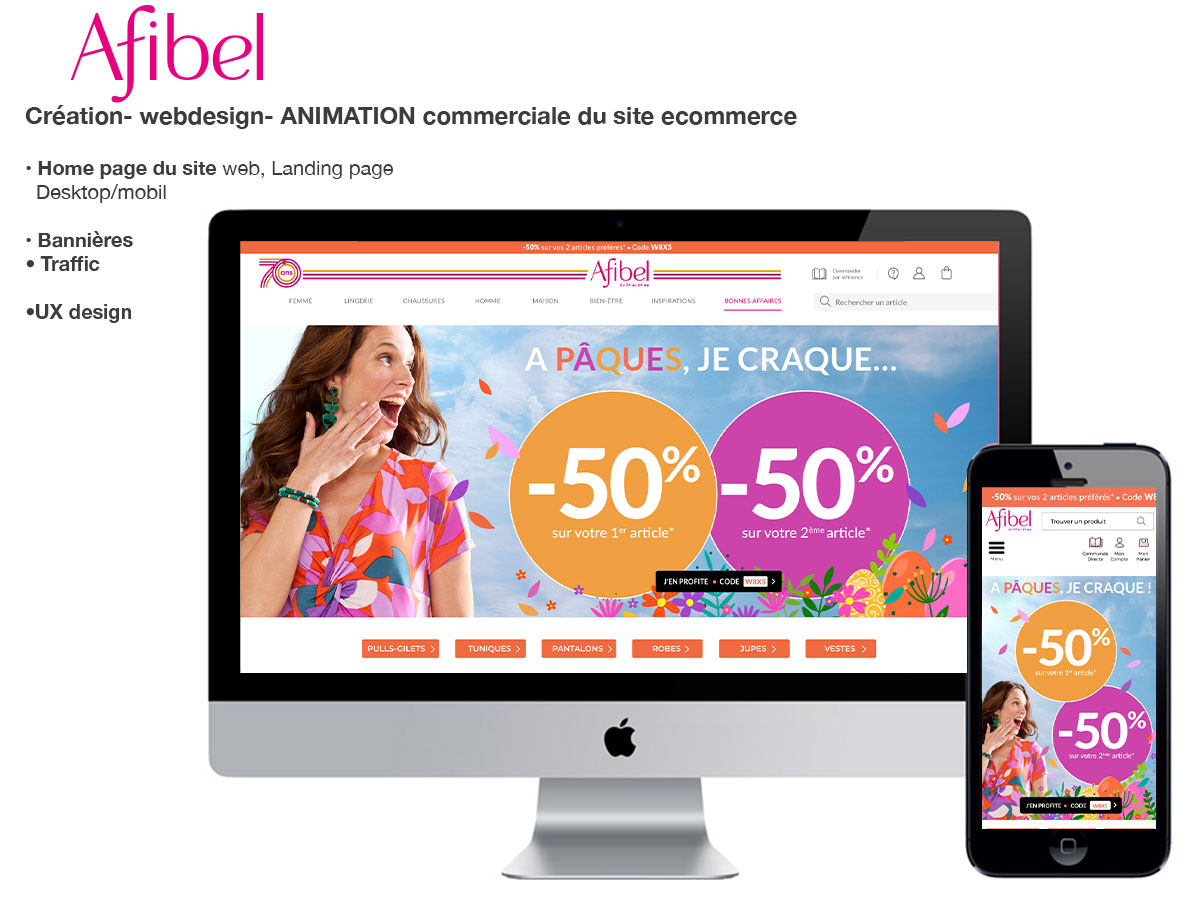 Afibel
Création- webdesign- ANIMATION commerciale du site ecommerce
• Home page du site web, Landing page
Desktop/mobil
• Bannières
• Traffic
•UX design
-50% sur vos 2 articles préférés* • Code W8X5
70 ans
Afibel
Commander
par référence
FEMME LINGERIE CHAUSSURES HOMME MAISON BIEN-ÊTRE INSPIRATIONS BONNES AFFAIRES
Rechercher un article
A PÂQUES, JE CRAQUE...
-50%
sur votre 1er article*
-50%
sur votre 2ème article*
J'EN PROFITE • CODE W8X5 >
PULLS-GILETS > TUNIQUES > PANTALONS > ROBES > JUPES > VESTES >
-50% sur vos 2 articles préférés* • Code W8
Afibel
Trouver un produit
Menu
Commande
Directe
Mon
Compte
Mon
Panier
A PÂQUES, JE CRAQUE !
-50%
sur votre 1er article*
-50%
sur votre 2ème article*
J'EN PROFITE • CODE W8X5 >